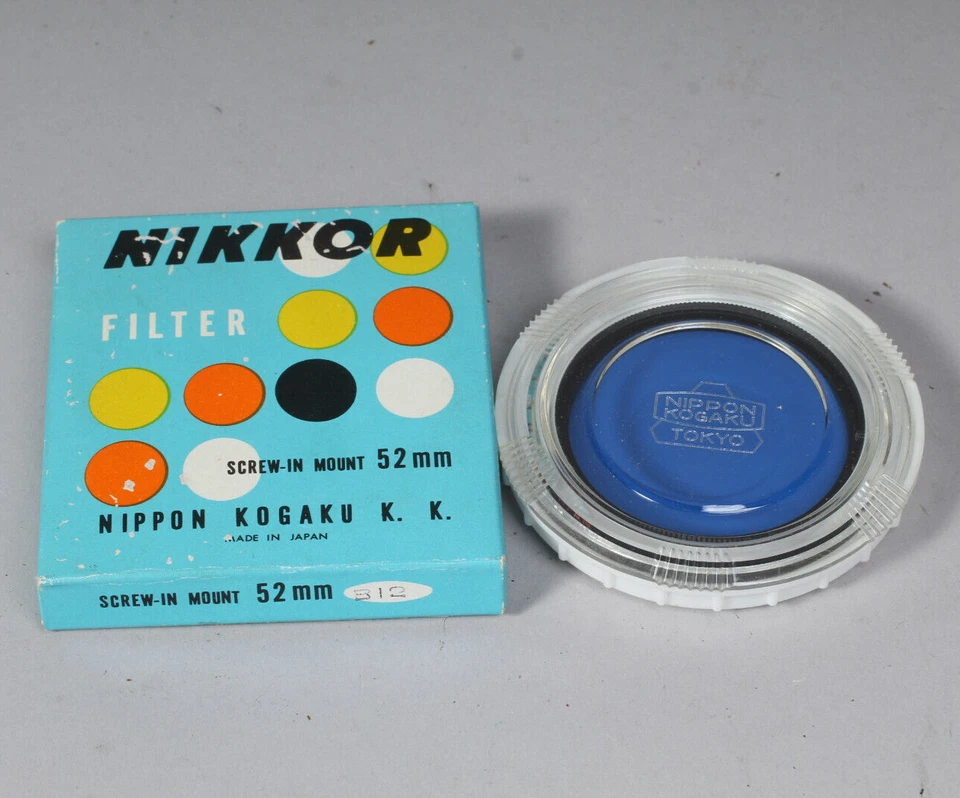 NIKKOR
FILTER
SCREW-IN MOUNT 52mm
NIPPON KOGAKU K. K.
MADE IN JAPAN
SCREW-IN MOUNT 52mm B12
NIPPON
KOGAKU
TOKYO